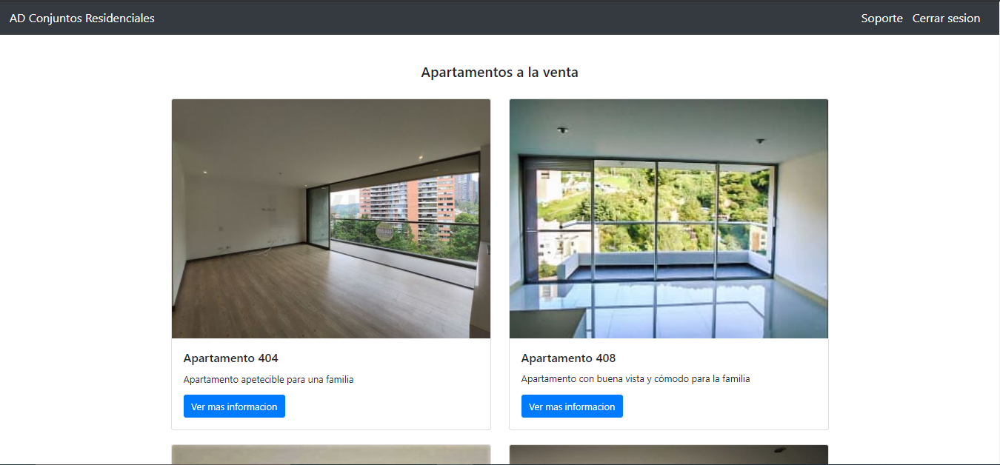 AD Conjuntos Residenciales
Soporte Cerrar sesion
Apartamentos a la venta
Apartamento 404
Apartamento apetecible para una familia
Ver mas informacion
Apartamento 408
Apartamento con buena vista y cómodo para la familia
Ver mas informacion